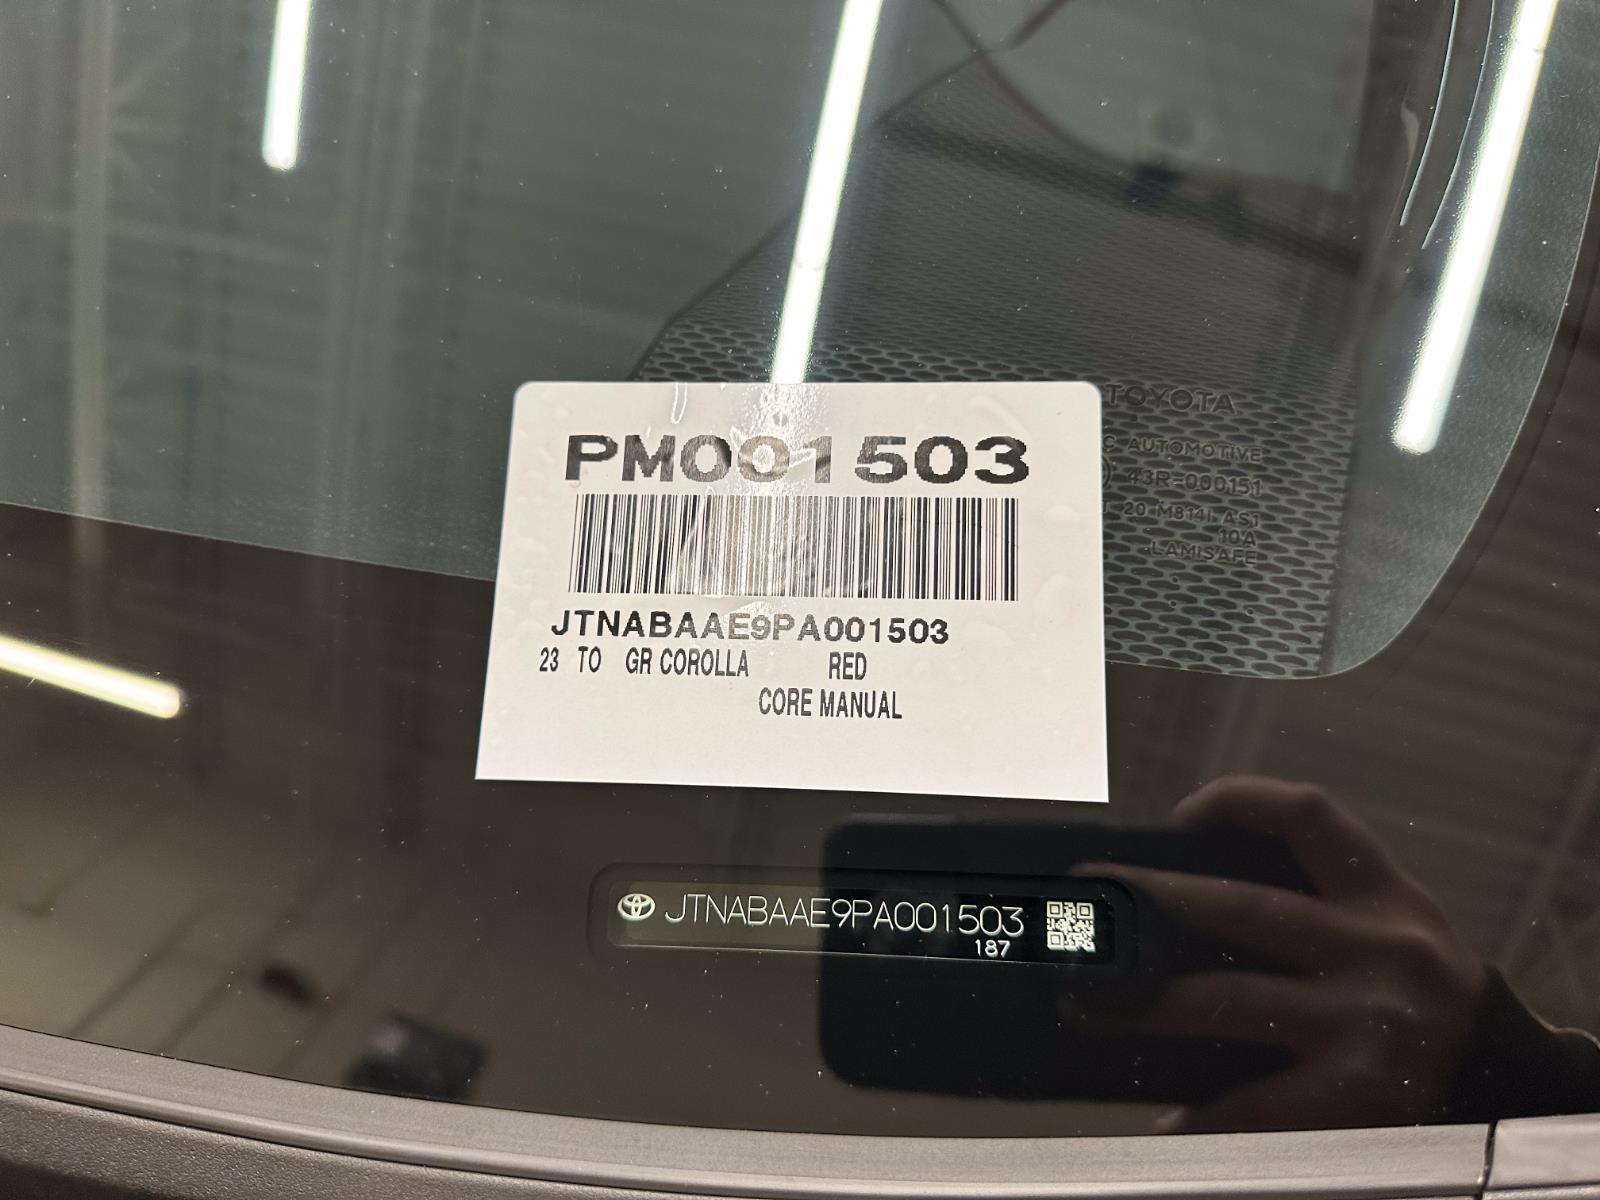 PM001503
JTNABAAE9PA001503
23 TO GR COROLLA RED
CORE MANUAL
TOYOTA
AUTOMOTIVE
43R-000151
20 M814I AS1
10A
LAMISAFE
JTNABAAE9PA001503
187